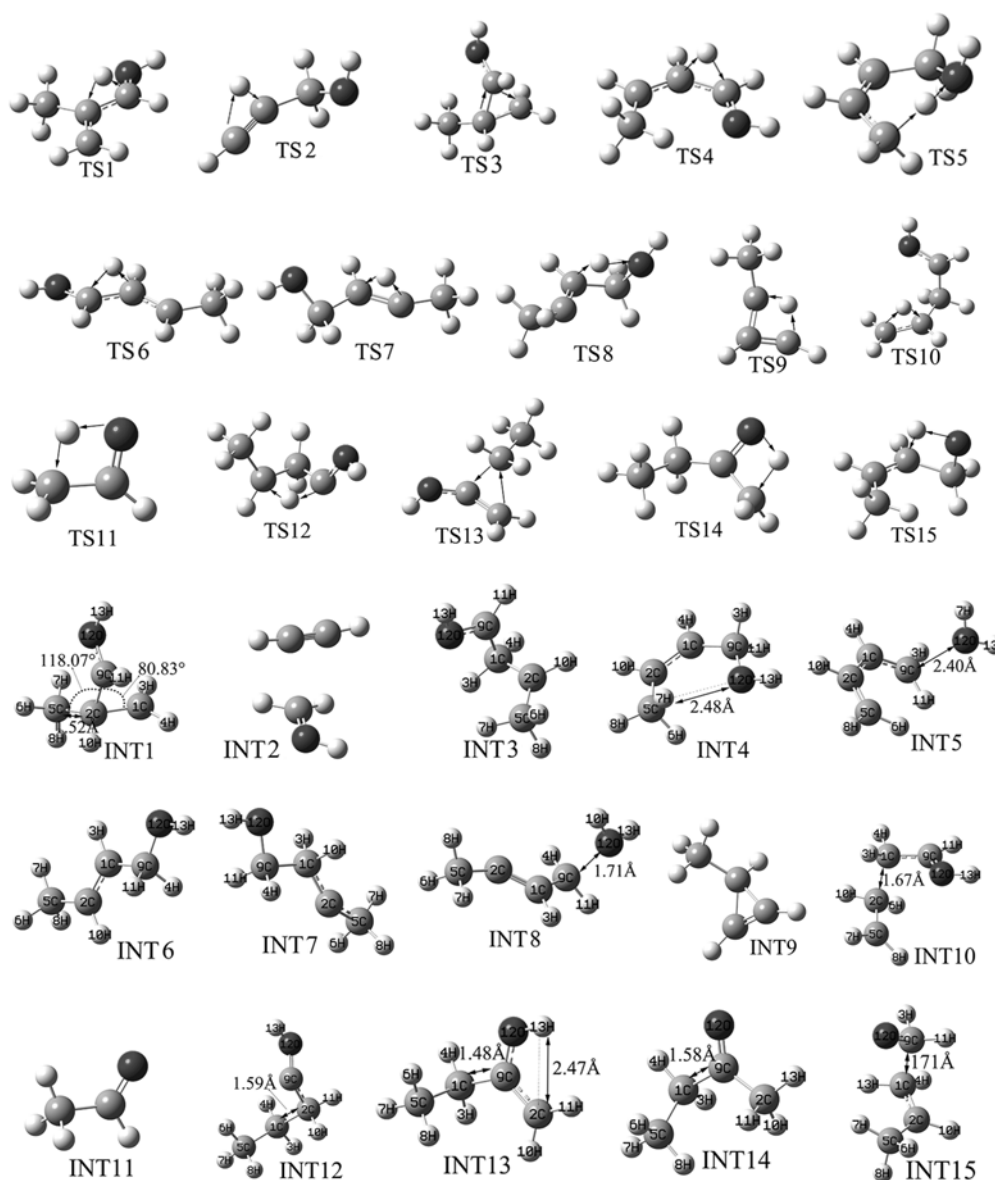 TS1
TS2
TS3
TS4
TS5
TS6
TS7
TS8
TS9
TS10
TS11
TS12
TS13
TS14
TS15
13H
12O
11H
118.07°
80.83°
7H
9C
3H
6H
5C
2C
1C
4H
.52Å
8H
10H
INT1
INT2
11H
13H
12O
9C
4H
1C
3H
2C
10H
5C
6H
7H
8H
INT3
4H
3H
1C
9C
11H
10H
2C
12O
13H
7H
5C
2.48Å
8H
6H
INT4
7H
4H
12O
13H
1C
3H
9C
2.40Å
10H
2C
11H
5C
8H
6H
INT5
12O
13H
3H
1C
9C
7H
11H
4H
5C
2C
6H
8H
10H
INT6
13H
12O
3H
10H
9C
1C
11H
4H
2C
7H
5C
6H
8H
INT7
10H
13H
12O
8H
4H
9C
1.71Å
5C
2C
6H
7H
1C
11H
3H
INT8
INT9
4H
11H
3H
1C
9C
12O
13H
1.67Å
10H
2C
6H
7H
5C
8H
INT10
INT11
13H
12O
9C
1.59Å
4H
2C
11H
1C
10H
6H
5C
3H
7H
8H
INT12
12O
13H
4H
1.48Å
9C
2.47Å
6H
1C
5C
7H
3H
2C
11H
8H
10H
INT13
12O
1.58Å
9C
4H
13H
1C
3H
2C
6H
11H
10H
7H
5C
8H
INT14
3H
12O
9C
11H
171Å
1C
13H
4H
2C
10H
5C
6H
8H
INT15